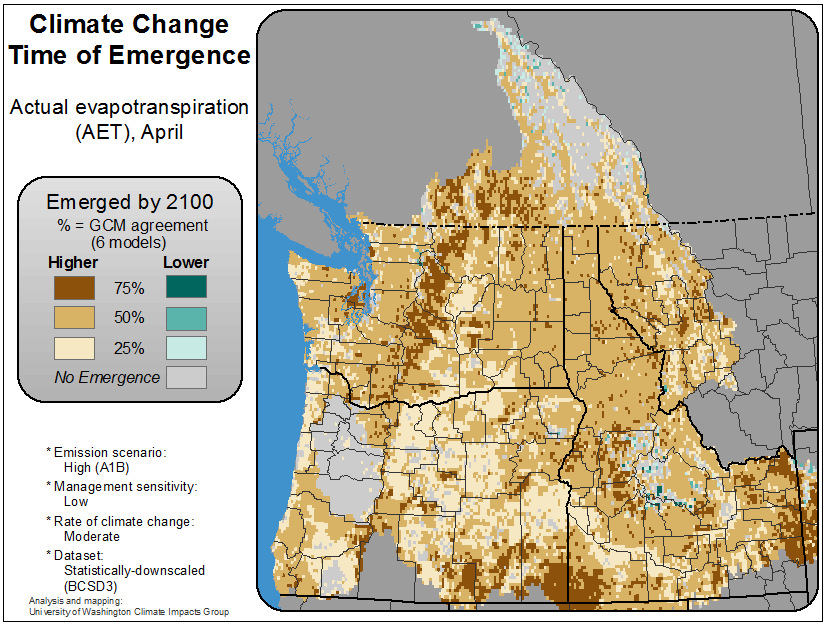 Climate Change
Time of Emergence
Actual evapotranspiration
(AET), April
Emerged by 2100
% = GCM agreement
(6 models)
Higher Lower
75%
50%
25%
No Emergence
* Emission scenario:
High (A1B)
* Management sensitivity:
Low
* Rate of climate change:
Moderate
* Dataset:
Statistically-downscaled
(BCSD3)
Analysis and mapping:
University of Washington Climate Impacts Group